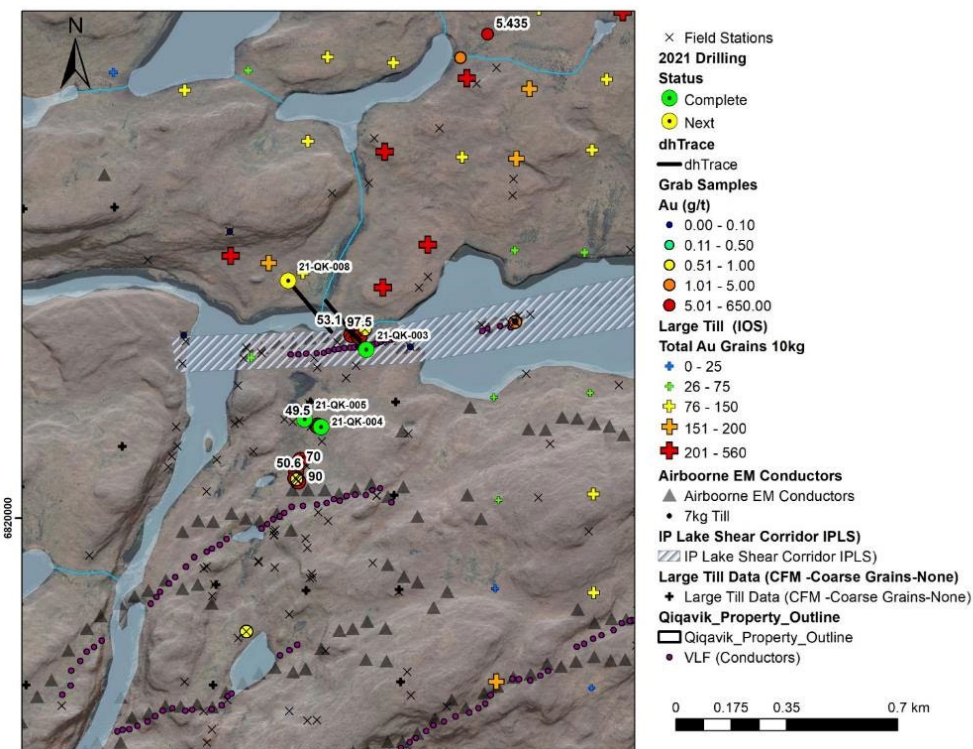 N
5.435
21-QK-008
53.1
97.5
21-QK-003
49.5
21-QK-005
21-QK-004
70
50.6
90
6820000
Field Stations
2021 Drilling
Status
Complete
Next
dhTrace
dhTrace
Grab Samples
Au (g/t)
0.00 - 0.10
0.11 - 0.50
0.51 - 1.00
1.01 - 5.00
5.01 - 650.00
Large Till (IOS)
Total Au Grains 10kg
0 - 25
26 - 75
76 - 150
151 - 200
201 - 560
Airboorne EM Conductors
Airboorne EM Conductors
7kg Till
IP Lake Shear Corridor IPLS)
IP Lake Shear Corridor IPLS)
Large Till Data (CFM -Coarse Grains-None)
Large Till Data (CFM -Coarse Grains-None)
Qiqavik_Property_Outline
Qiqavik_Property_Outline
VLF (Conductors)
0 0.175 0.35 0.7 km